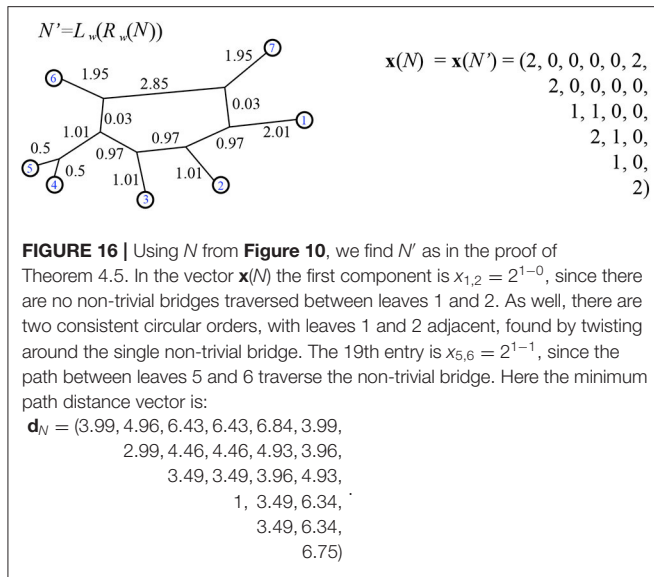 N'=L_w(R_w(N))
7
1.95
6
1.95
2.85
0.03
1
0.03
2.01
1.01
0.97
0.97
0.97
0.5
5
0.5
4
1.01
3
1.01
2
x(N) = x(N') = (2, 0, 0, 0, 0, 2,
2, 0, 0, 0, 0,
1, 1, 0, 0,
2, 1, 0,
1, 0,
2)
FIGURE 16 | Using N from Figure 10, we find N′ as in the proof of
Theorem 4.5. In the vector x(N) the first component is x_{1,2} = 2^{1−0}, since there
are no non-trivial bridges traversed between leaves 1 and 2. As well, there are
two consistent circular orders, with leaves 1 and 2 adjacent, found by twisting
around the single non-trivial bridge. The 19th entry is x_{5,6} = 2^{1−1}, since the
path between leaves 5 and 6 traverse the non-trivial bridge. Here the minimum
path distance vector is:
d_N = (3.99, 4.96, 6.43, 6.43, 6.84, 3.99,
2.99, 4.46, 4.46, 4.93, 3.96,
3.49, 3.49, 3.96, 4.93,
1, 3.49, 6.34,
3.49, 6.34,
6.75)
.